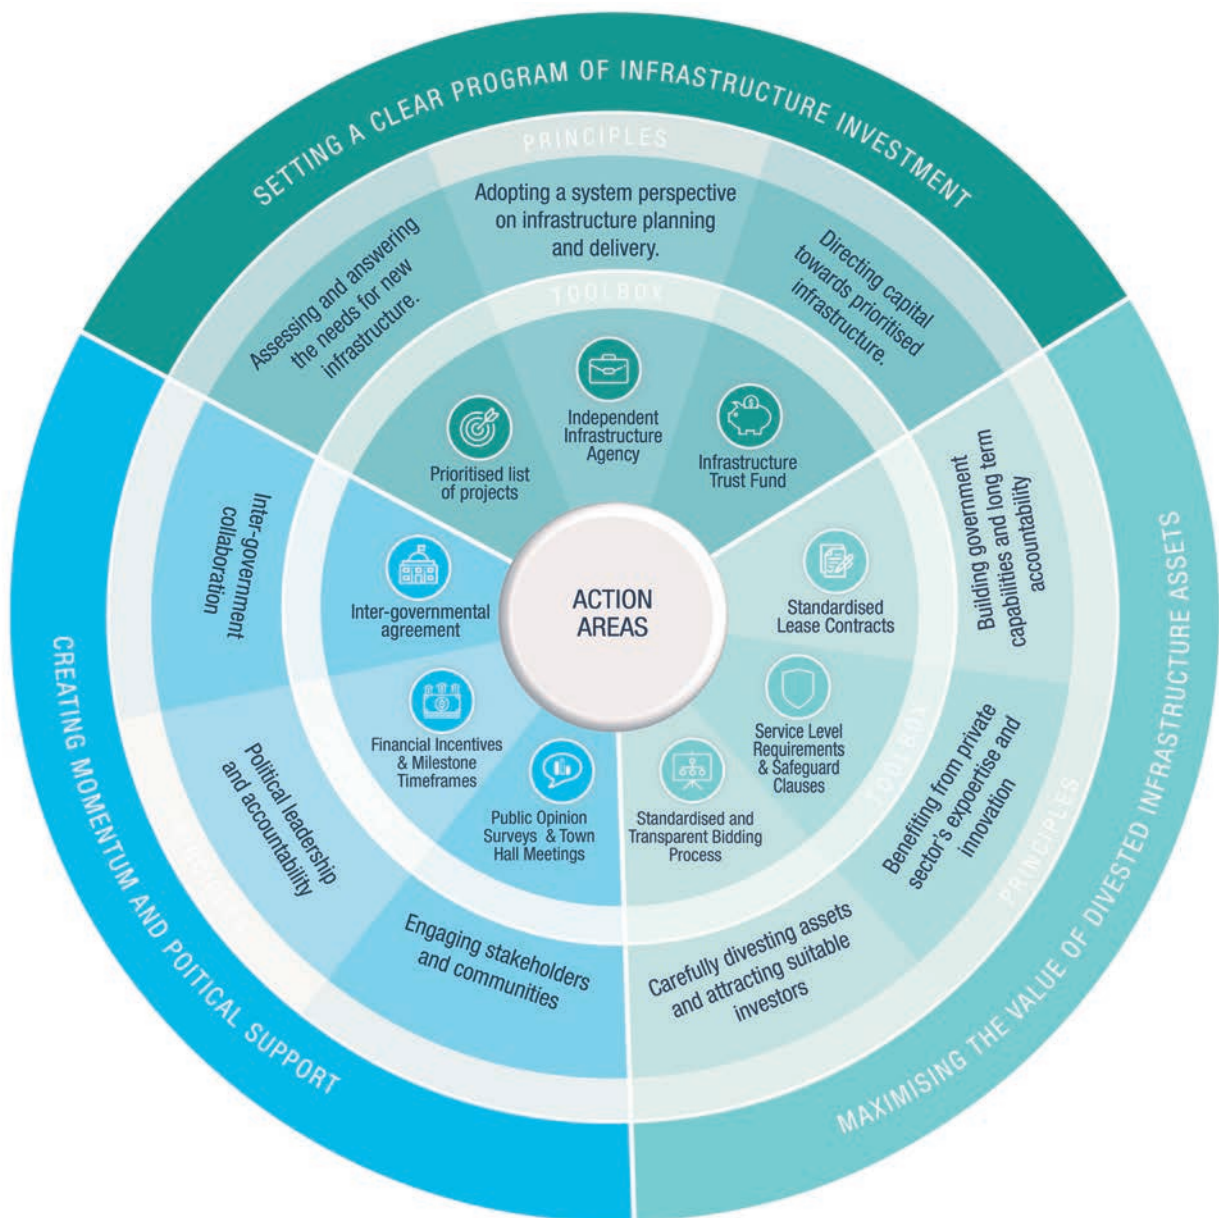 SETTING A CLEAR PROGRAM OF INFRASTRUCTURE INVESTMENT
PRINCIPLES
Assessing and answering
the needs for new
infrastructure.
Adopting a system perspective
on infrastructure planning
and delivery.
Directing capital
towards prioritised
infrastructure.
TOOLBOX
Prioritised list
of projects
Independent
Infrastructure
Agency
Infrastructure
Trust Fund
ACTION
AREAS
MAXIMISING THE VALUE OF DIVESTED INFRASTRUCTURE ASSETS
PRINCIPLES
Building government
capabilities and long term
accountability
Benefiting from private
sector's expoertise and
innovation
Carefully divesting assets
and attracting suitable
investors
TOOLBOX
Standardised
Lease Contracts
Service Level
Requirements
& Safeguard
Clauses
Standardised and
Transparent Bidding
Process
CREATING MOMENTUM AND POITICAL SUPPORT
Inter-government
collaboration
Political leadership
and accountability
Engaging stakeholders
and communities
Inter-governmental
agreement
Financial Incentives
& Milestone
Timeframes
Public Opinion
Surveys & Town
Hall Meetings